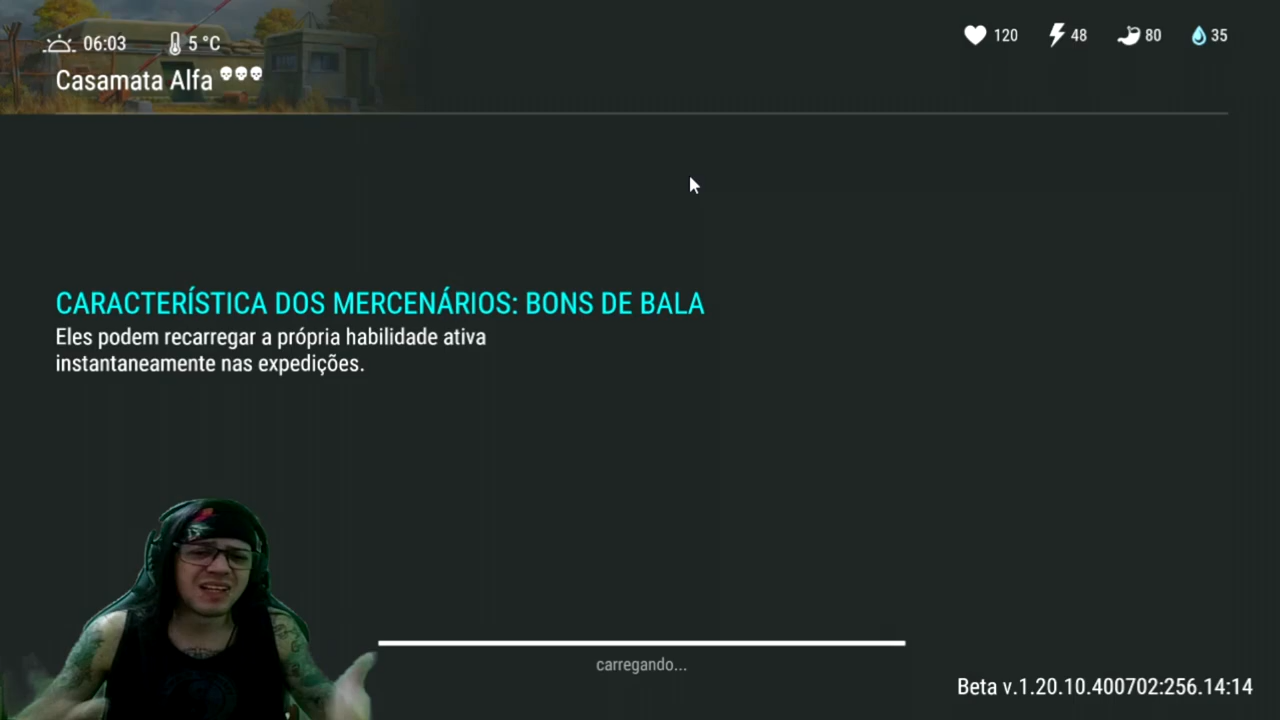 06:03 5 °C
120 48 80 35
Casamata Alfa
CARACTERÍSTICA DOS MERCENÁRIOS: BONS DE BALA
Eles podem recarregar a própria habilidade ativa
instantaneamente nas expedições.
carregando...
Beta v.1.20.10.400702:256.14:14